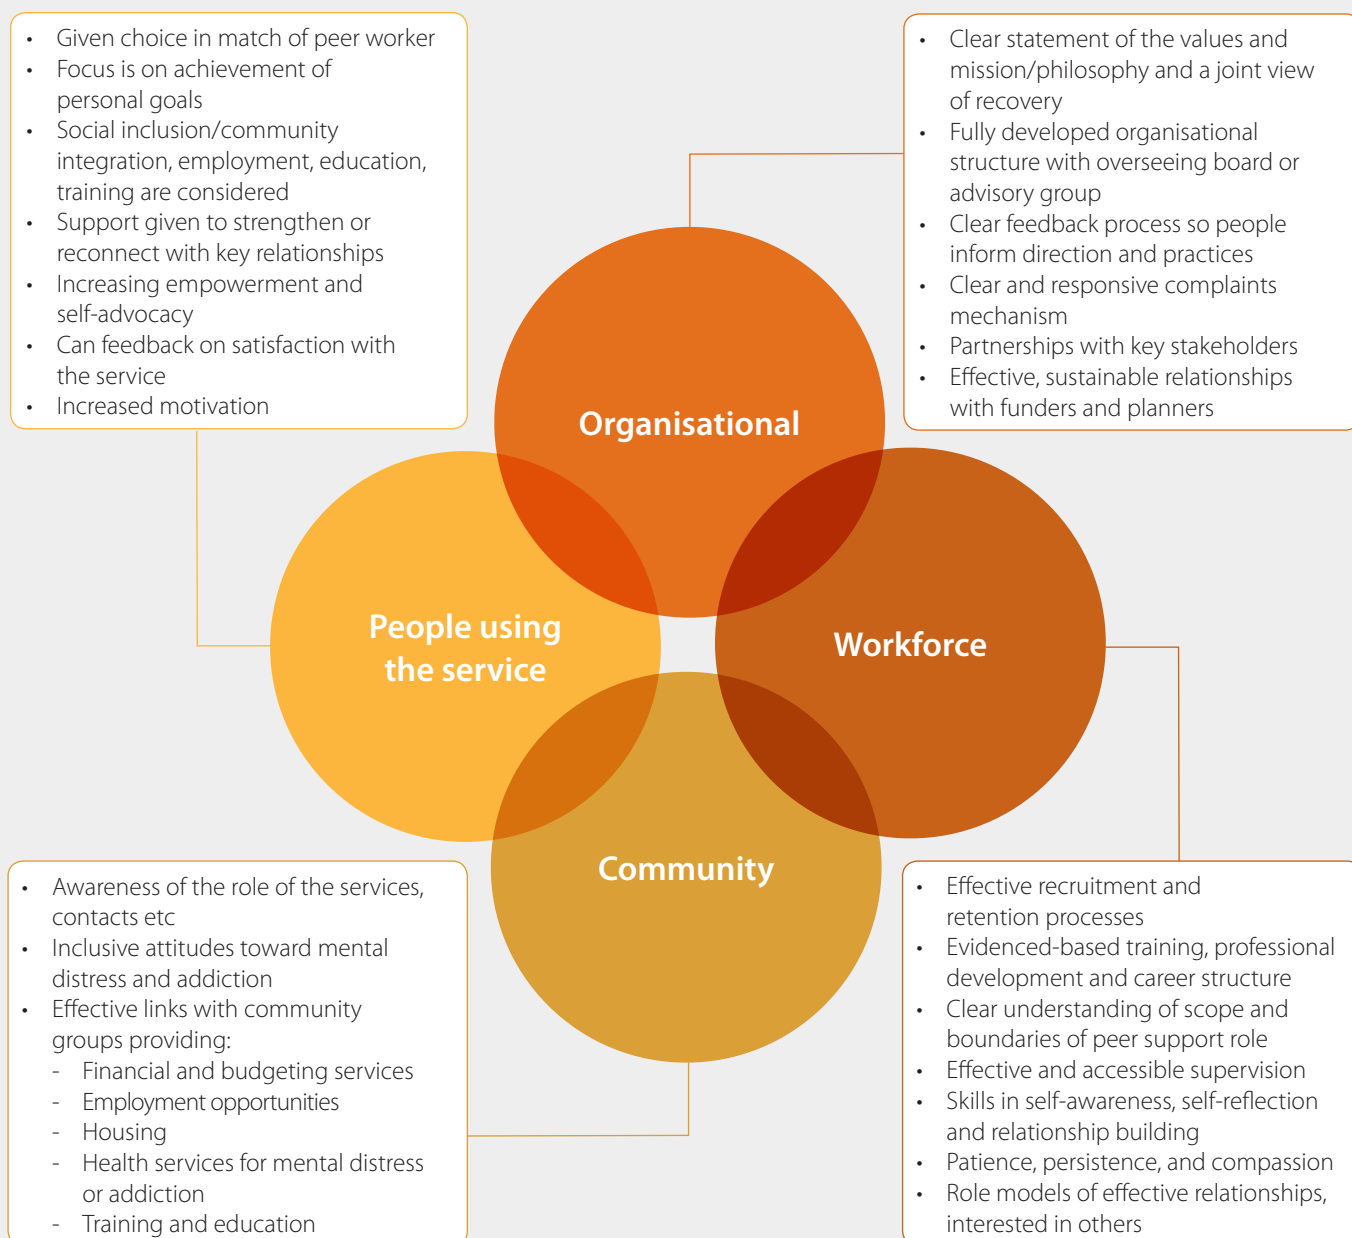 • Given choice in match of peer worker
• Focus is on achievement of
personal goals
• Social inclusion/community
integration, employment, education,
training are considered
• Support given to strengthen or
reconnect with key relationships
• Increasing empowerment and
self-advocacy
• Can feedback on satisfaction with
the service
• Increased motivation
• Clear statement of the values and
mission/philosophy and a joint view
of recovery
• Fully developed organisational
structure with overseeing board or
advisory group
• Clear feedback process so people
inform direction and practices
• Clear and responsive complaints
mechanism
• Partnerships with key stakeholders
• Effective, sustainable relationships
with funders and planners
Organisational
People using
the service
Workforce
Community
• Awareness of the role of the services,
contacts etc
• Inclusive attitudes toward mental
distress and addiction
• Effective links with community
groups providing:
- Financial and budgeting services
- Employment opportunities
- Housing
- Health services for mental distress
or addiction
- Training and education
• Effective recruitment and
retention processes
• Evidenced-based training, professional
development and career structure
• Clear understanding of scope and
boundaries of peer support role
• Effective and accessible supervision
• Skills in self-awareness, self-reflection
and relationship building
• Patience, persistence, and compassion
• Role models of effective relationships,
interested in others